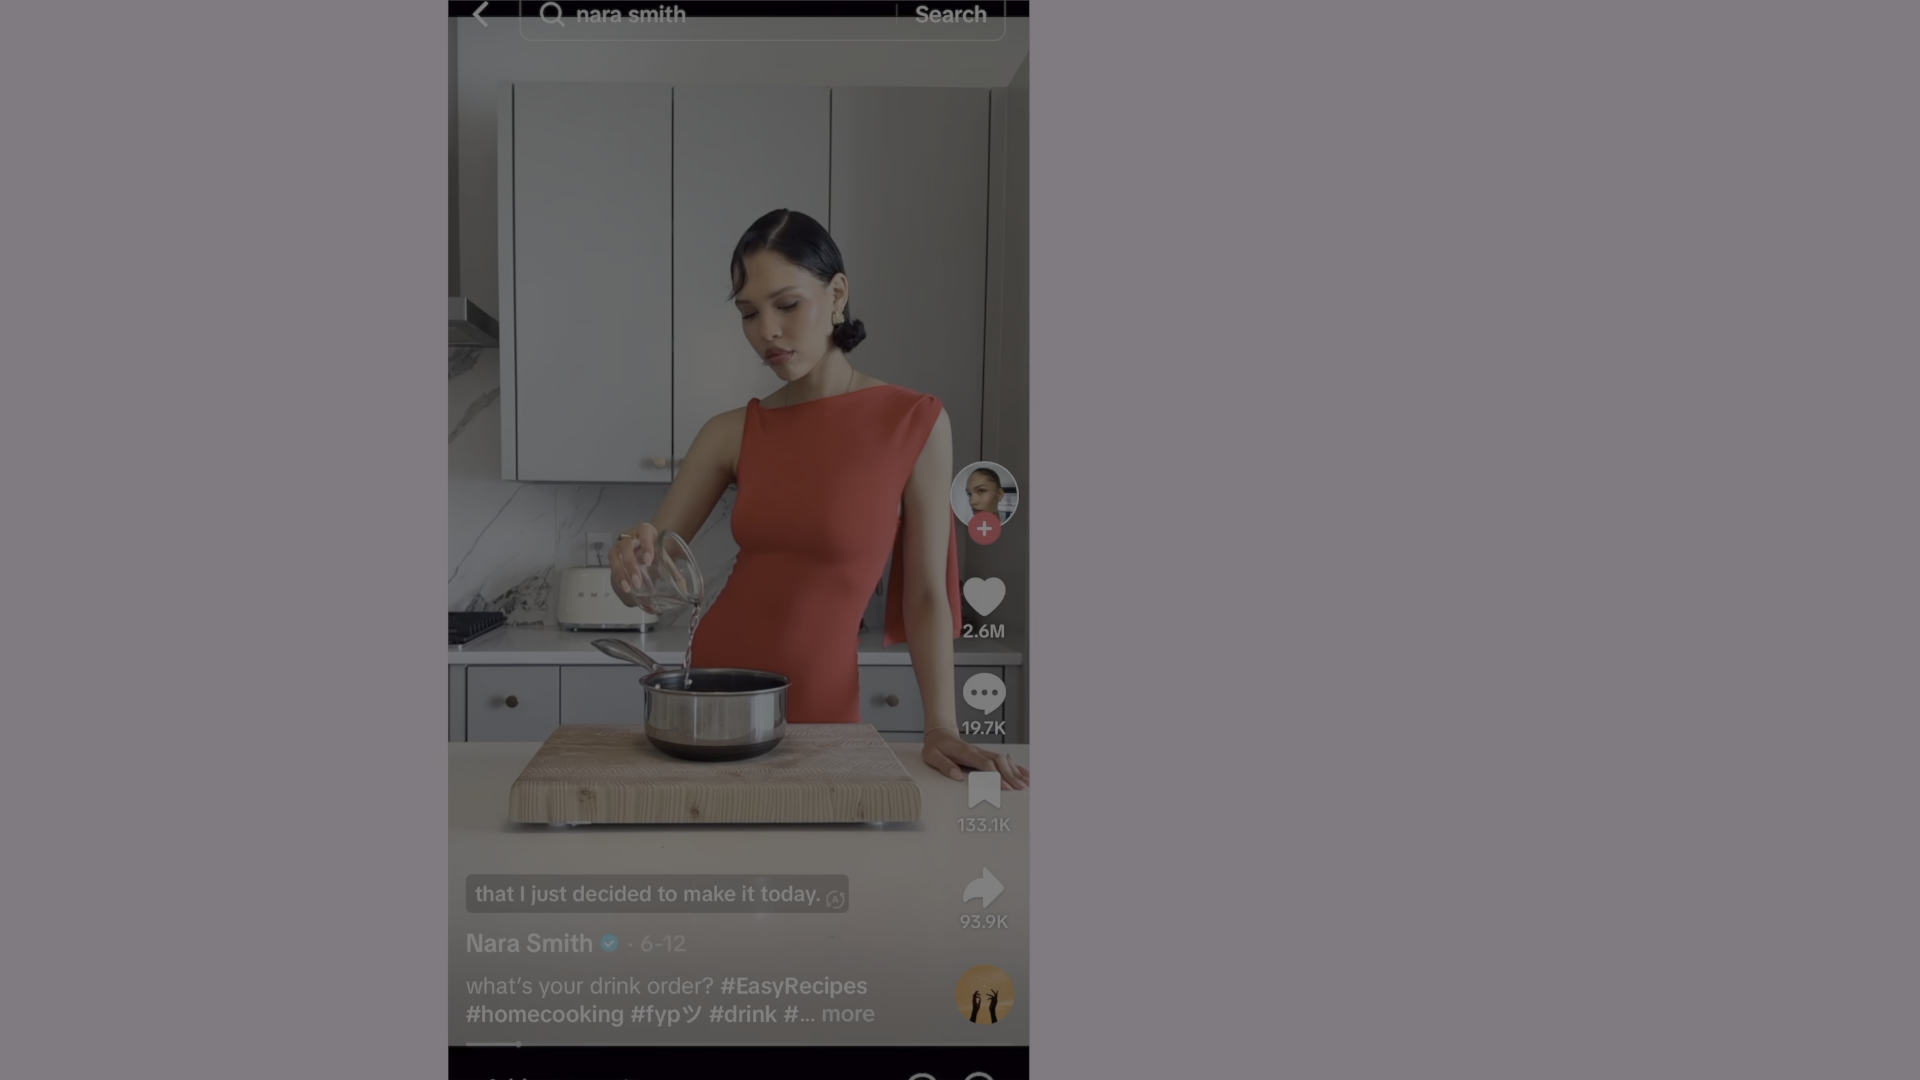 nara smith
Search
2.6M
19.7K
133.1K
93.9K
that I just decided to make it today.
Nara Smith · 6-12
what's your drink order? #EasyRecipes
#homecooking #fypツ #drink #... more